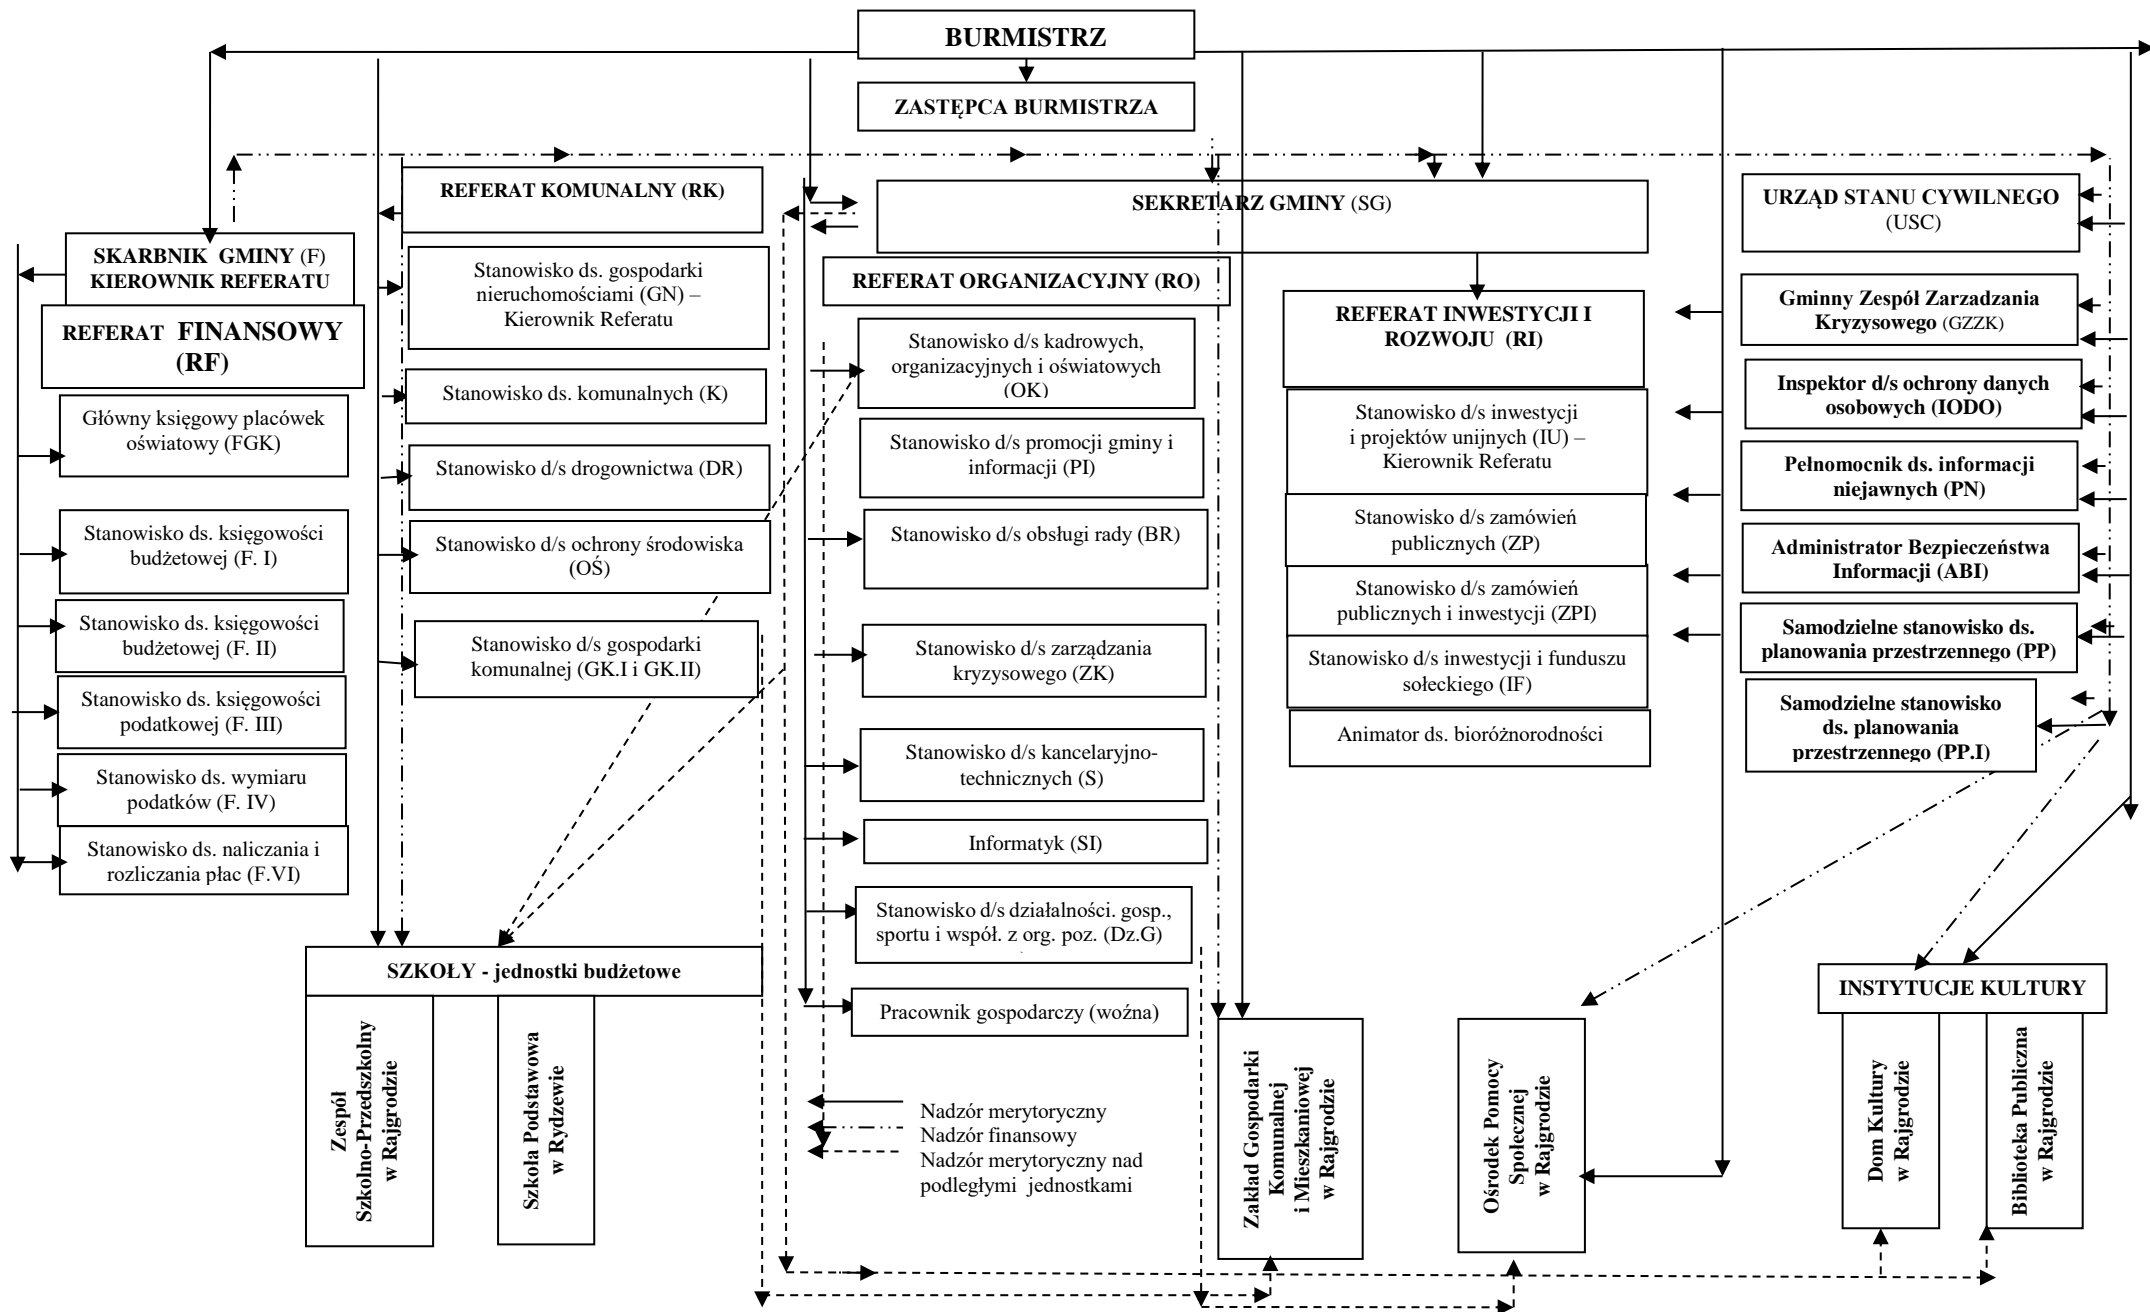 BURMISTRZ
ZASTĘPCA BURMISTRZA
SKARBNIK GMINY (F)
KIEROWNIK REFERATU
REFERAT FINANSOWY
(RF)
Główny księgowy placówek
oświatowy (FGK)
Stanowisko ds. księgowości
budżetowej (F. I)
Stanowisko ds. księgowości
budżetowej (F. II)
Stanowisko ds. księgowości
podatkowej (F. III)
Stanowisko ds. wymiaru
podatków (F. IV)
Stanowisko ds. naliczania i
rozliczania płac (F.VI)
REFERAT KOMUNALNY (RK)
Stanowisko ds. gospodarki
nieruchomościami (GN) –
Kierownik Referatu
Stanowisko ds. komunalnych (K)
Stanowisko d/s drogownictwa (DR)
Stanowisko d/s ochrony środowiska
(OŚ)
Stanowisko d/s gospodarki
komunalnej (GK.I i GK.II)
SZKOŁY - jednostki budżetowe
Zespół
Szkolno-Przedszkolny
w Rajgrodzie
Szkoła Podstawowa
w Rydzewie
SEKRETARZ GMINY (SG)
REFERAT ORGANIZACYJNY (RO)
Stanowisko d/s kadrowych,
organizacyjnych i oświatowych
(OK)
Stanowisko d/s promocji gminy i
informacji (PI)
Stanowisko d/s obsługi rady (BR)
Stanowisko d/s zarządzania
kryzysowego (ZK)
Stanowisko d/s kancelaryjno-
technicznych (S)
Informatyk (SI)
Stanowisko d/s działalności. gosp.,
sportu i współ. z org. poz. (Dz.G)
Pracownik gospodarczy (woźna)
Nadzór merytoryczny
Nadzór finansowy
Nadzór merytoryczny nad
podległymi jednostkami
REFERAT INWESTYCJI I
ROZWOJU (RI)
Stanowisko d/s inwestycji
i projektów unijnych (IU) –
Kierownik Referatu
Stanowisko d/s zamówień
publicznych (ZP)
Stanowisko d/s zamówień
publicznych i inwestycji (ZPI)
Stanowisko d/s inwestycji i funduszu
sołeckiego (IF)
Animator ds. bioróżnorodności
Zakład Gospodarki
Komunalnej
i Mieszkaniowej
w Rajgrodzie
Ośrodek Pomocy
Społecznej
w Rajgrodzie
URZĄD STANU CYWILNEGO
(USC)
Gminny Zespół Zarzadzania
Kryzysowego (GZZK)
Inspektor d/s ochrony danych
osobowych (IODO)
Pełnomocnik ds. informacji
niejawnych (PN)
Administrator Bezpieczeństwa
Informacji (ABI)
Samodzielne stanowisko ds.
planowania przestrzennego (PP)
Samodzielne stanowisko
ds. planowania
przestrzennego (PP.I)
INSTYTUCJE KULTURY
Dom Kultury
w Rajgrodzie
Biblioteka Publiczna
w Rajgrodzie